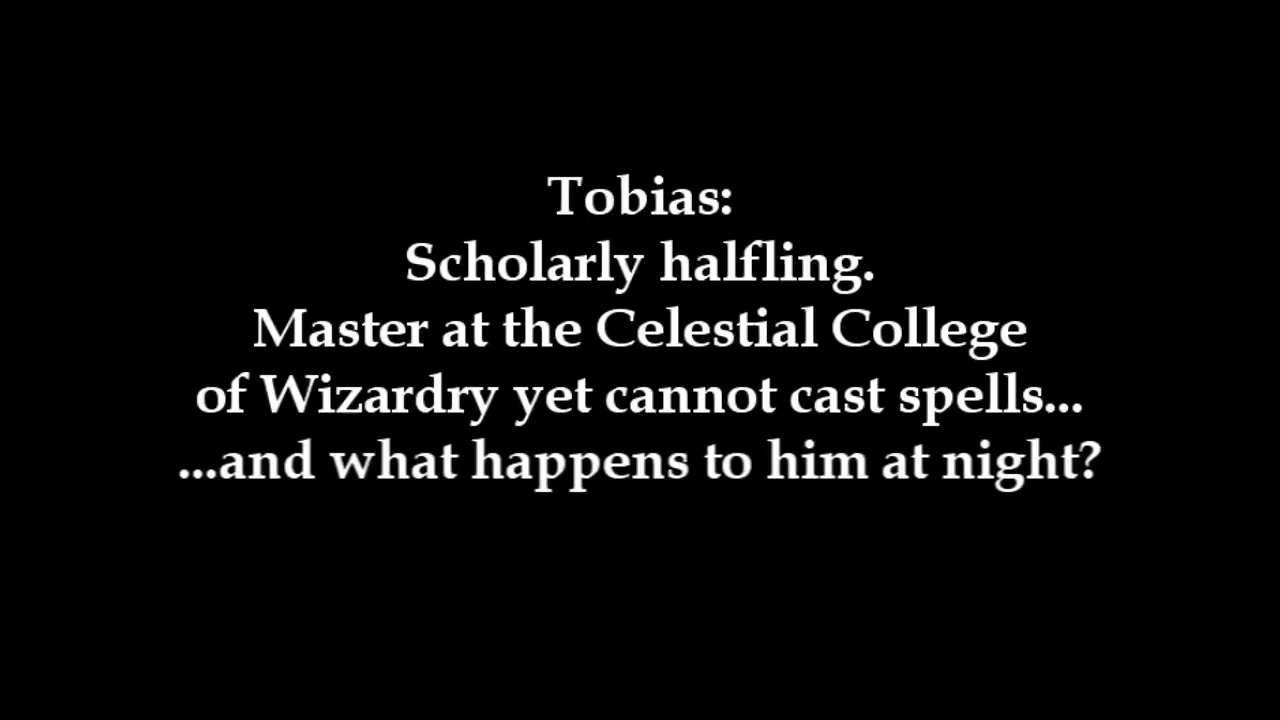 Tobias:
Scholarly halfling.
Master at the Celestial College
of Wizardry yet cannot cast spells...
...and what happens to him at night?